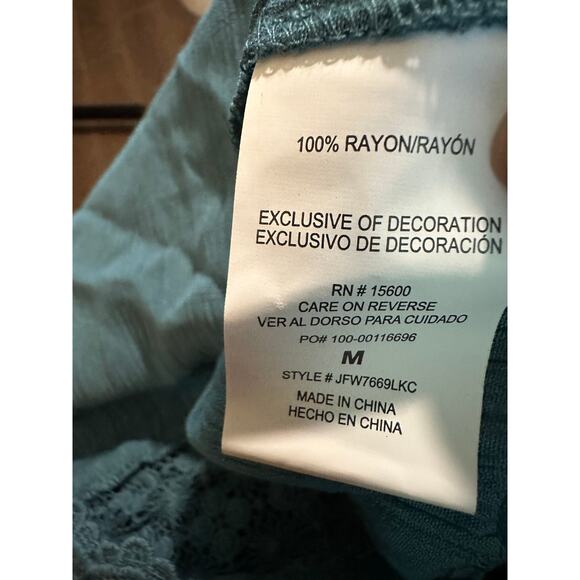 100% RAYON/RAYÓN
EXCLUSIVE OF DECORATION
EXCLUSIVO DE DECORACIÓN
RN # 15600
CARE ON REVERSE
VER AL DORSO PARA CUIDADO
PO# 100-00116696
M
STYLE # JFW7669LKC
MADE IN CHINA
HECHO EN CHINA